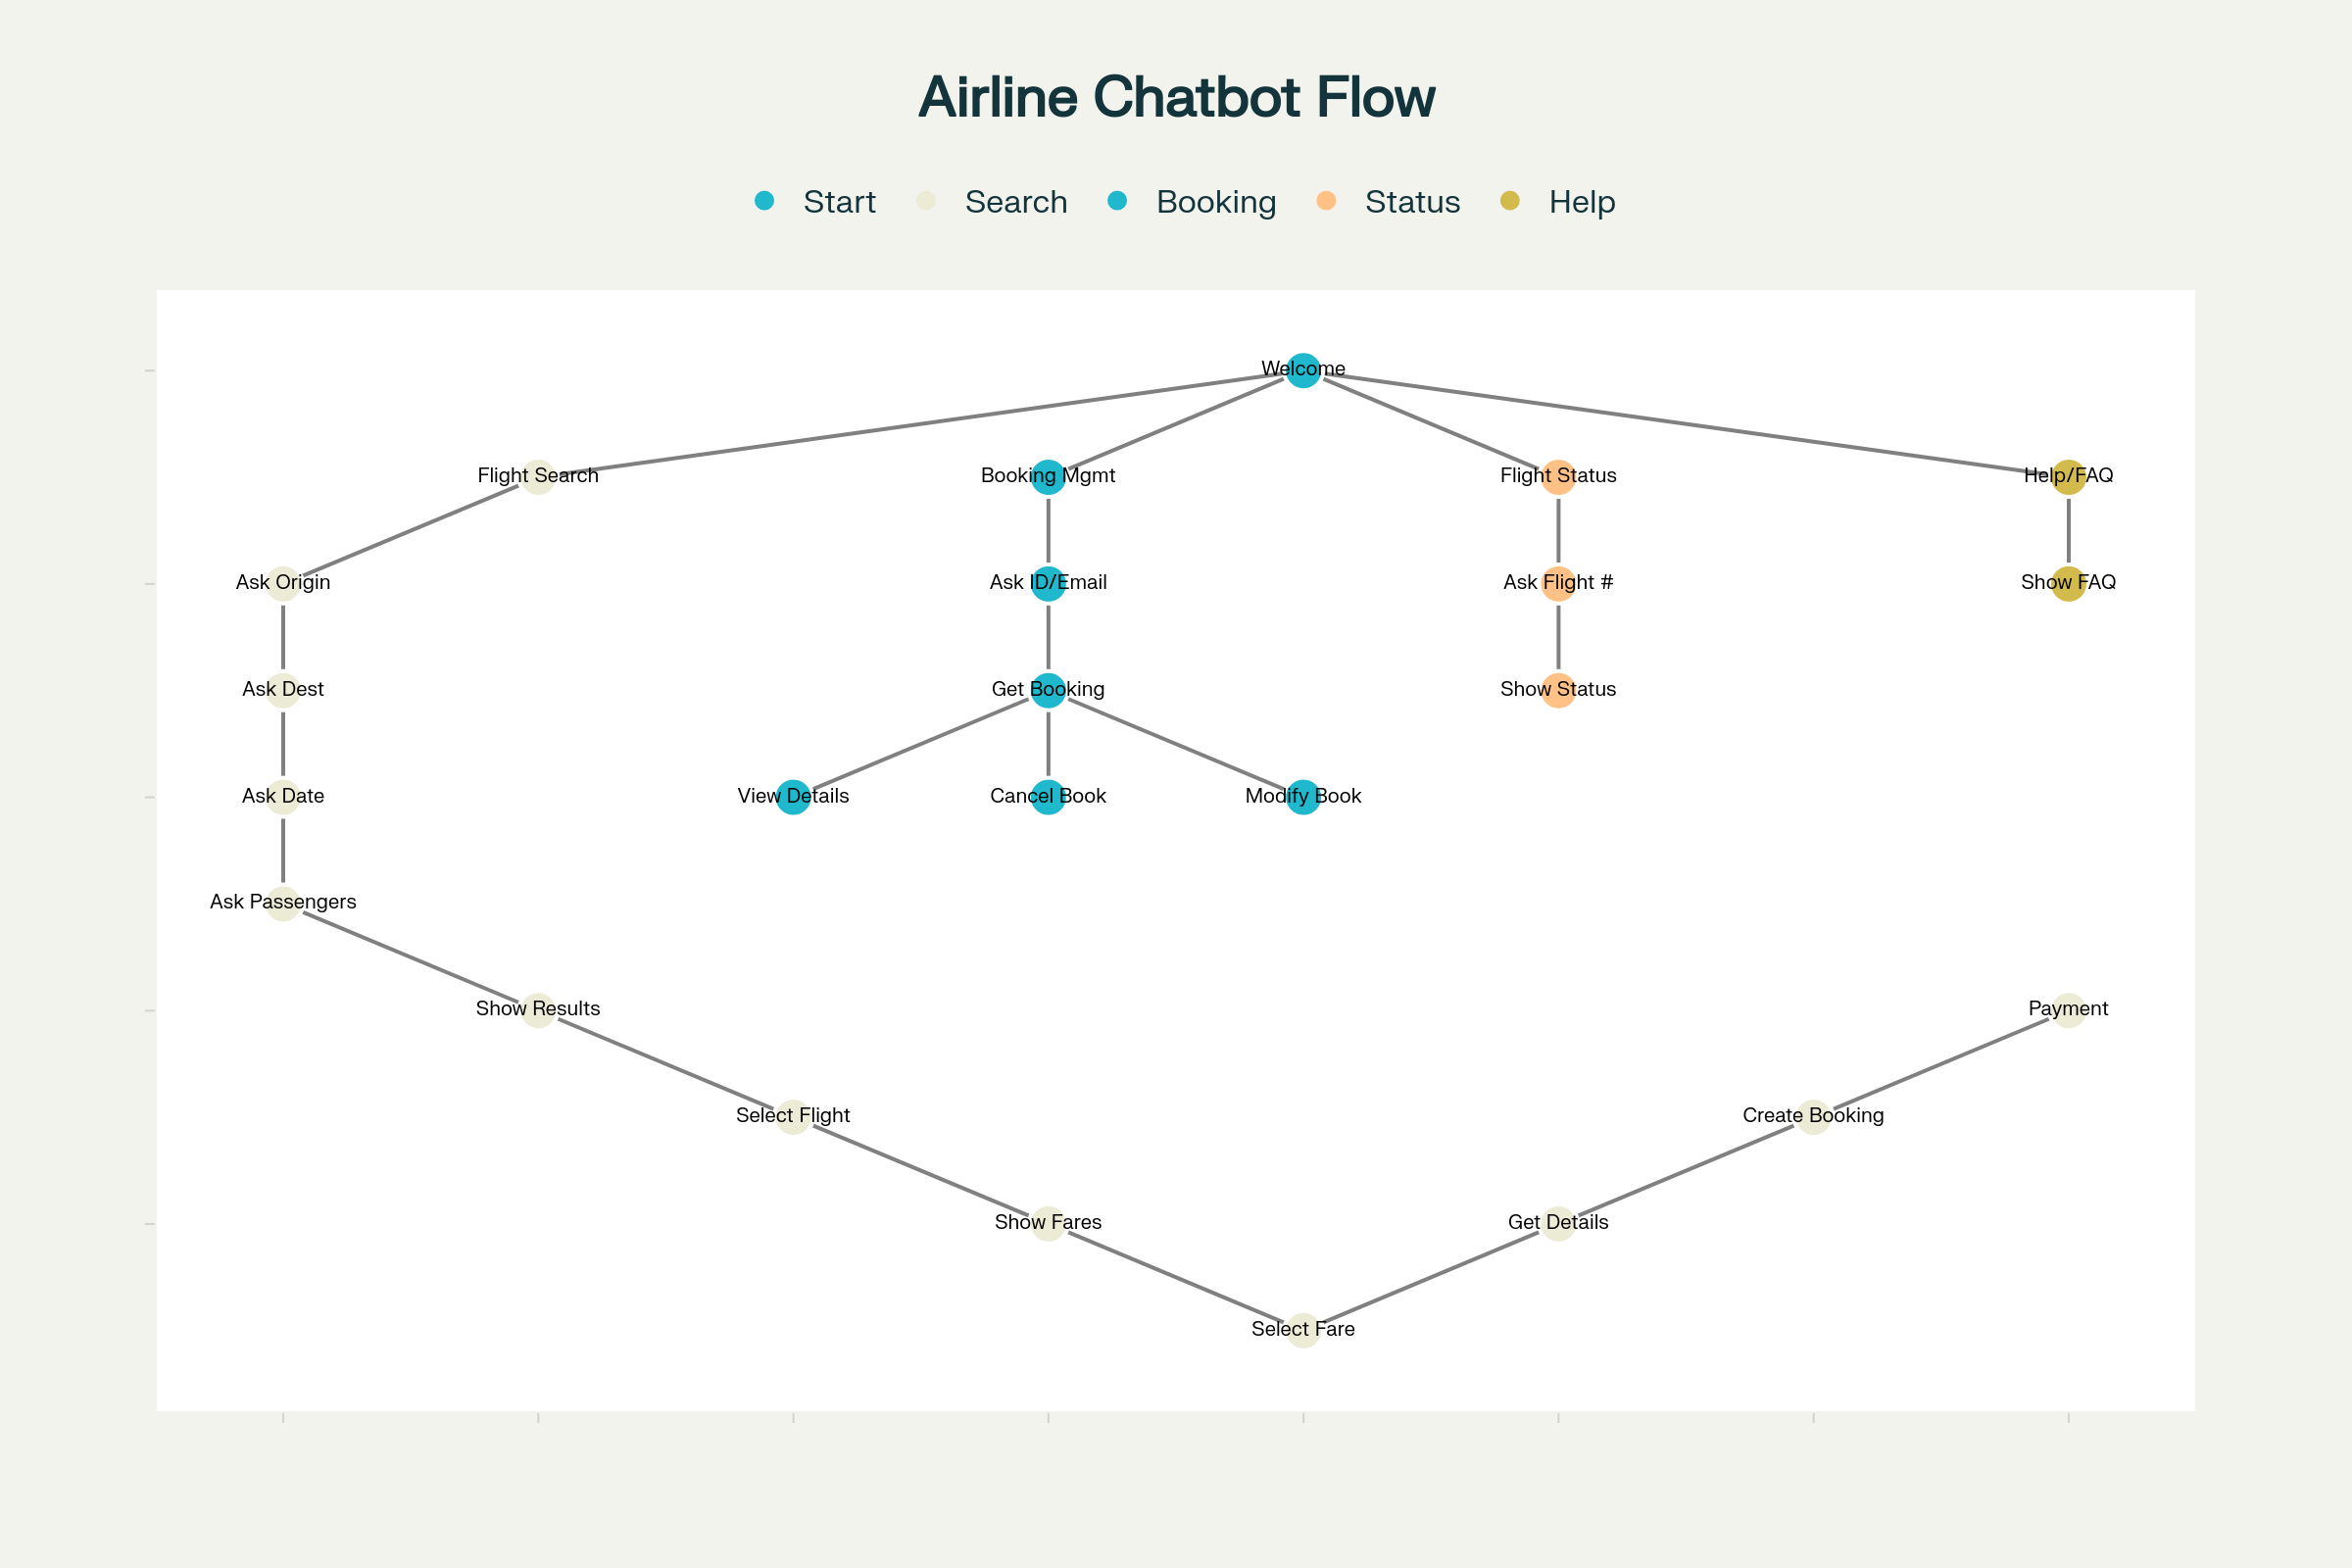 Airline Chatbot Flow
Start Search Booking Status Help
Welcome
Flight Search Booking Mgmt Flight Status Help/FAQ
Ask Origin Ask ID/Email Ask Flight # Show FAQ
Ask Dest Get Booking Show Status
Ask Date View Details Cancel Book Modify Book
Ask Passengers
Show Results Payment
Select Flight Create Booking
Show Fares Get Details
Select Fare